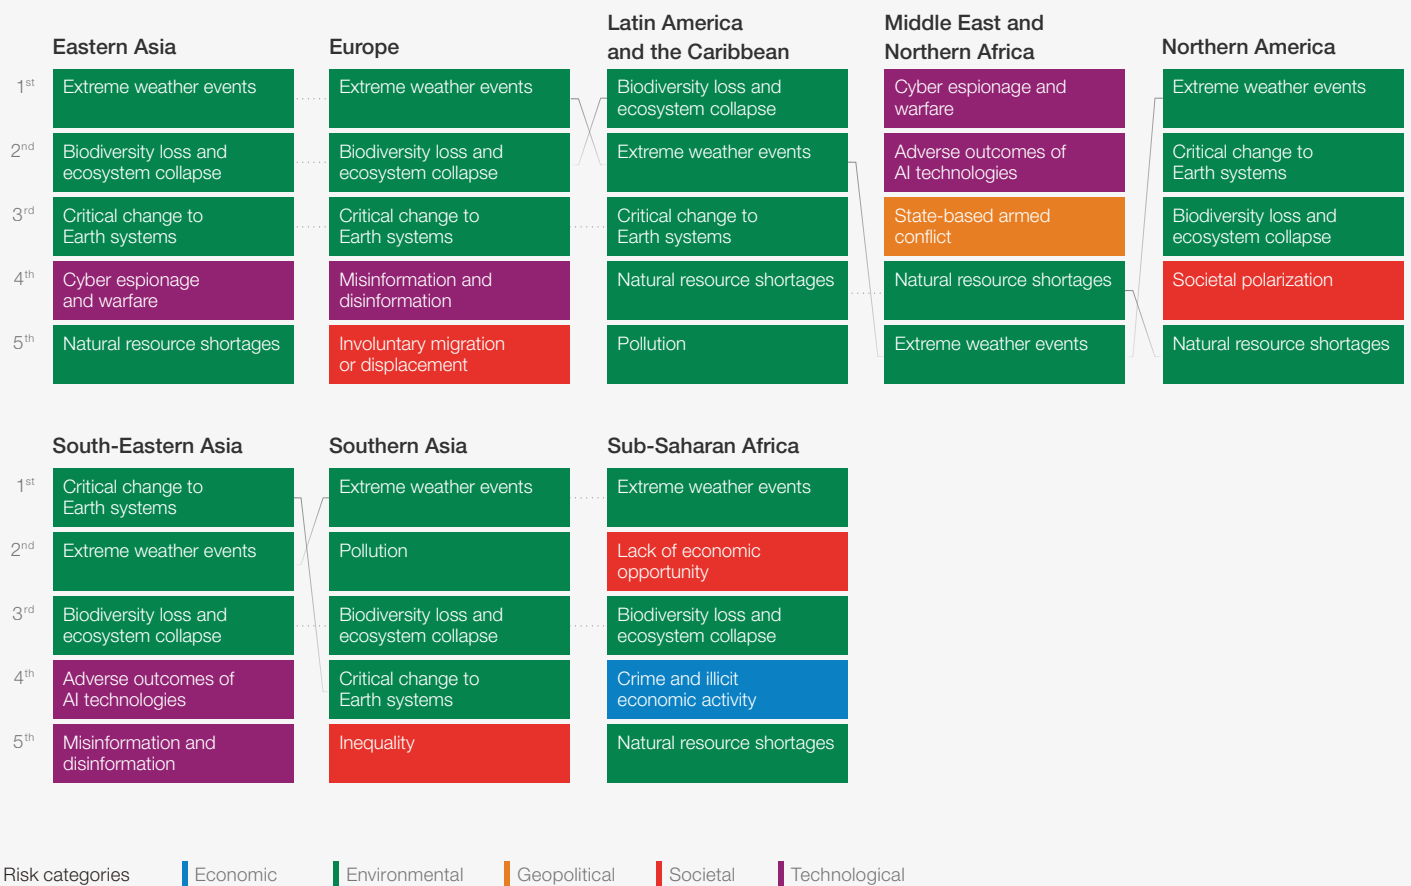 Eastern Asia
Europe
Latin America
and the Caribbean
Middle East and
Northern Africa
Northern America
1st
2nd
3rd
4th
5th
Extreme weather events
Biodiversity loss and
ecosystem collapse
Critical change to
Earth systems
Cyber espionage
and warfare
Natural resource shortages
Extreme weather events
Biodiversity loss and
ecosystem collapse
Critical change to
Earth systems
Misinformation and
disinformation
Involuntary migration
or displacement
Biodiversity loss and
ecosystem collapse
Extreme weather events
Critical change to
Earth systems
Natural resource shortages
Pollution
Cyber espionage and
warfare
Adverse outcomes of
AI technologies
State-based armed
conflict
Natural resource shortages
Extreme weather events
Extreme weather events
Critical change to
Earth systems
Biodiversity loss and
ecosystem collapse
Societal polarization
Natural resource shortages
South-Eastern Asia
Southern Asia
Sub-Saharan Africa
1st
2nd
3rd
4th
5th
Critical change to
Earth systems
Extreme weather events
Biodiversity loss and
ecosystem collapse
Adverse outcomes of
AI technologies
Misinformation and
disinformation
Extreme weather events
Pollution
Biodiversity loss and
ecosystem collapse
Critical change to
Earth systems
Inequality
Extreme weather events
Lack of economic
opportunity
Biodiversity loss and
ecosystem collapse
Crime and illicit
economic activity
Natural resource shortages
Risk categories
Economic
Environmental
Geopolitical
Societal
Technological